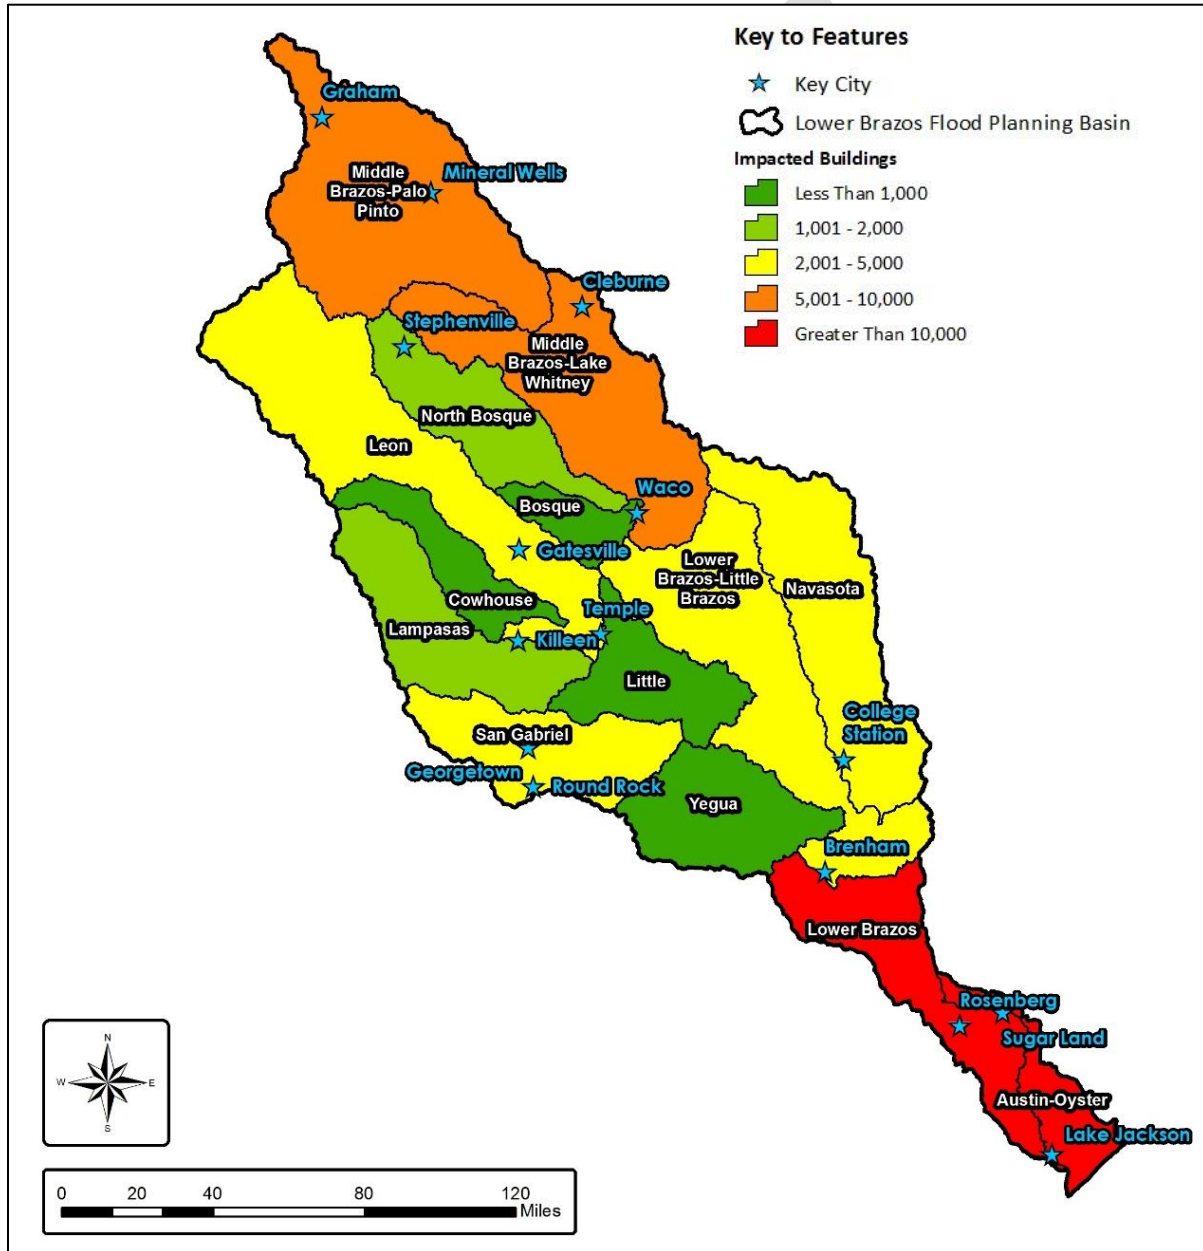 Key to Features
Key City
Lower Brazos Flood Planning Basin
Impacted Buildings
Less Than 1,000
1,001 - 2,000
2,001 - 5,000
5,001 - 10,000
Greater Than 10,000
Graham
Middle
Brazos-Palo
Pinto
Mineral Wells
Cleburne
Stephenville
Middle
Brazos-Lake
Whitney
North Bosque
Leon
Waco
Bosque
Gatesville
Lower
Brazos-Little
Brazos
Navasota
Cowhouse
Temple
Lampasas
Killeen
Little
College
Station
San Gabriel
Georgetown
Round Rock
Yegua
Brenham
Lower Brazos
Rosenberg
Sugar Land
Austin-Oyster
Lake Jackson
N
W
E
S
0
20
40
80
120
Miles